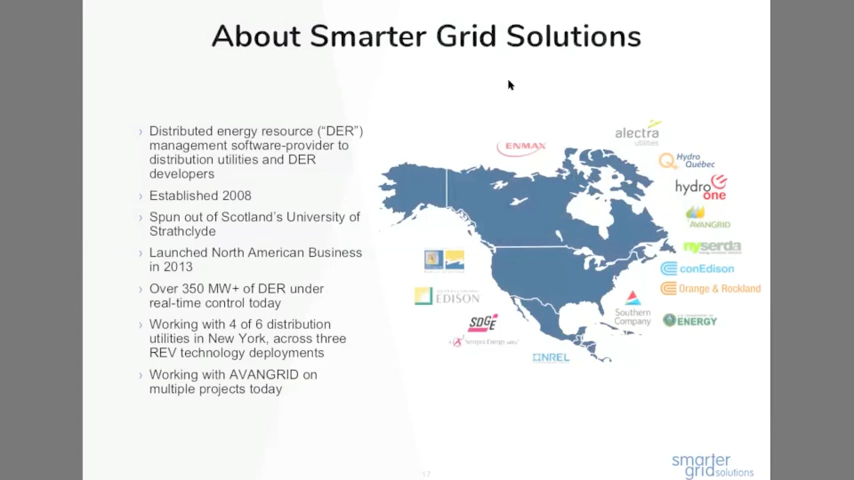 About Smarter Grid Solutions
› Distributed energy resource (“DER”)
management software-provider to
distribution utilities and DER
developers
› Established 2008
› Spun out of Scotland’s University of
Strathclyde
› Launched North American Business
in 2013
› Over 350 MW+ of DER under
real-time control today
› Working with 4 of 6 distribution
utilities in New York, across three
REV technology deployments
› Working with AVANGRID on
multiple projects today
ENMAX
alectra
utilities
Hydro
Québec
hydro
one
AVANGRID
nyserda
conEdison
Orange & Rockland
EDISON
SDGE
Sempra Energy
Southern
Company
ENERGY
NREL
17
smarter
gridsolutions